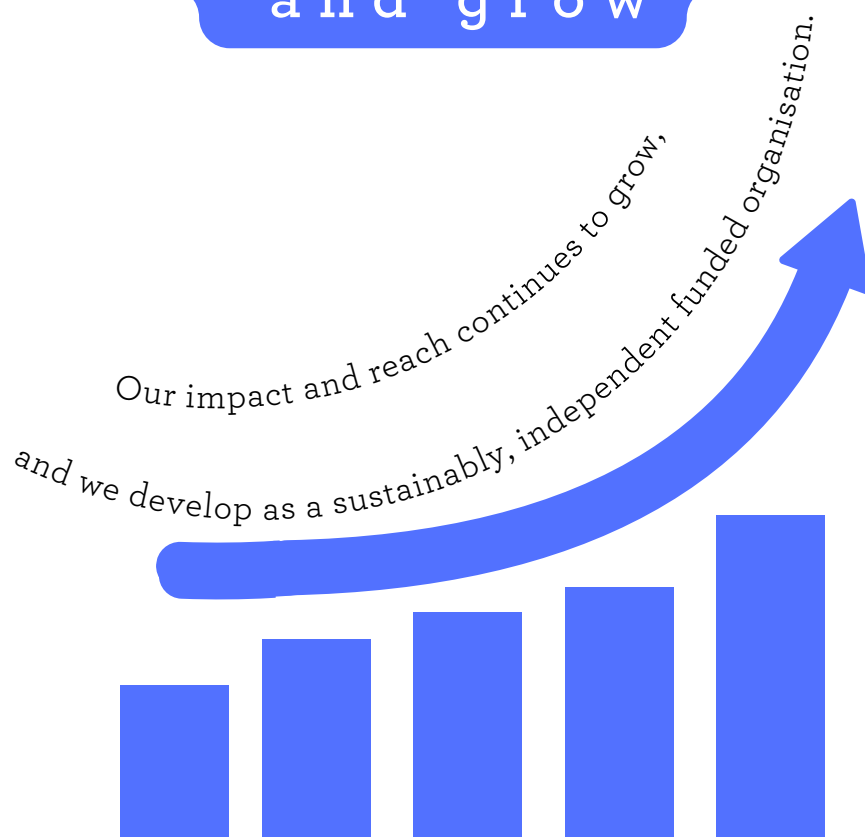 and grow
Our impact and reach continues to grow,
and we develop as a sustainably, independent funded organisation.